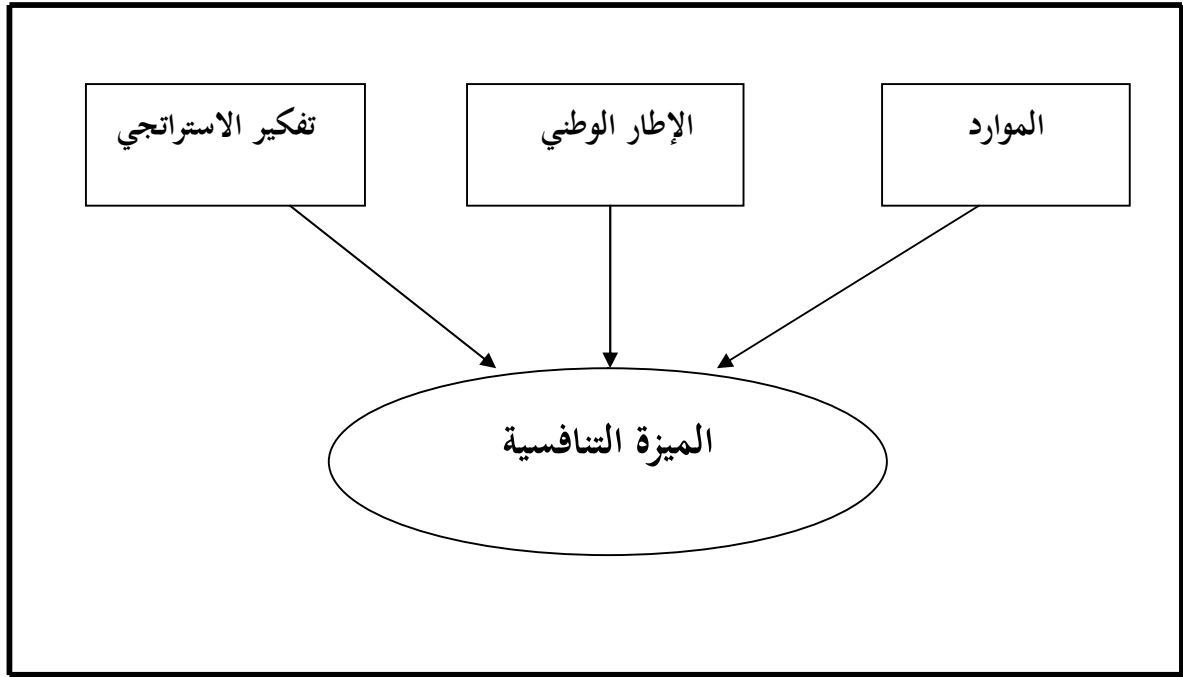 الموارد
الإطار الوطني
تفكير الاستراتجي
الميزة التنافسية